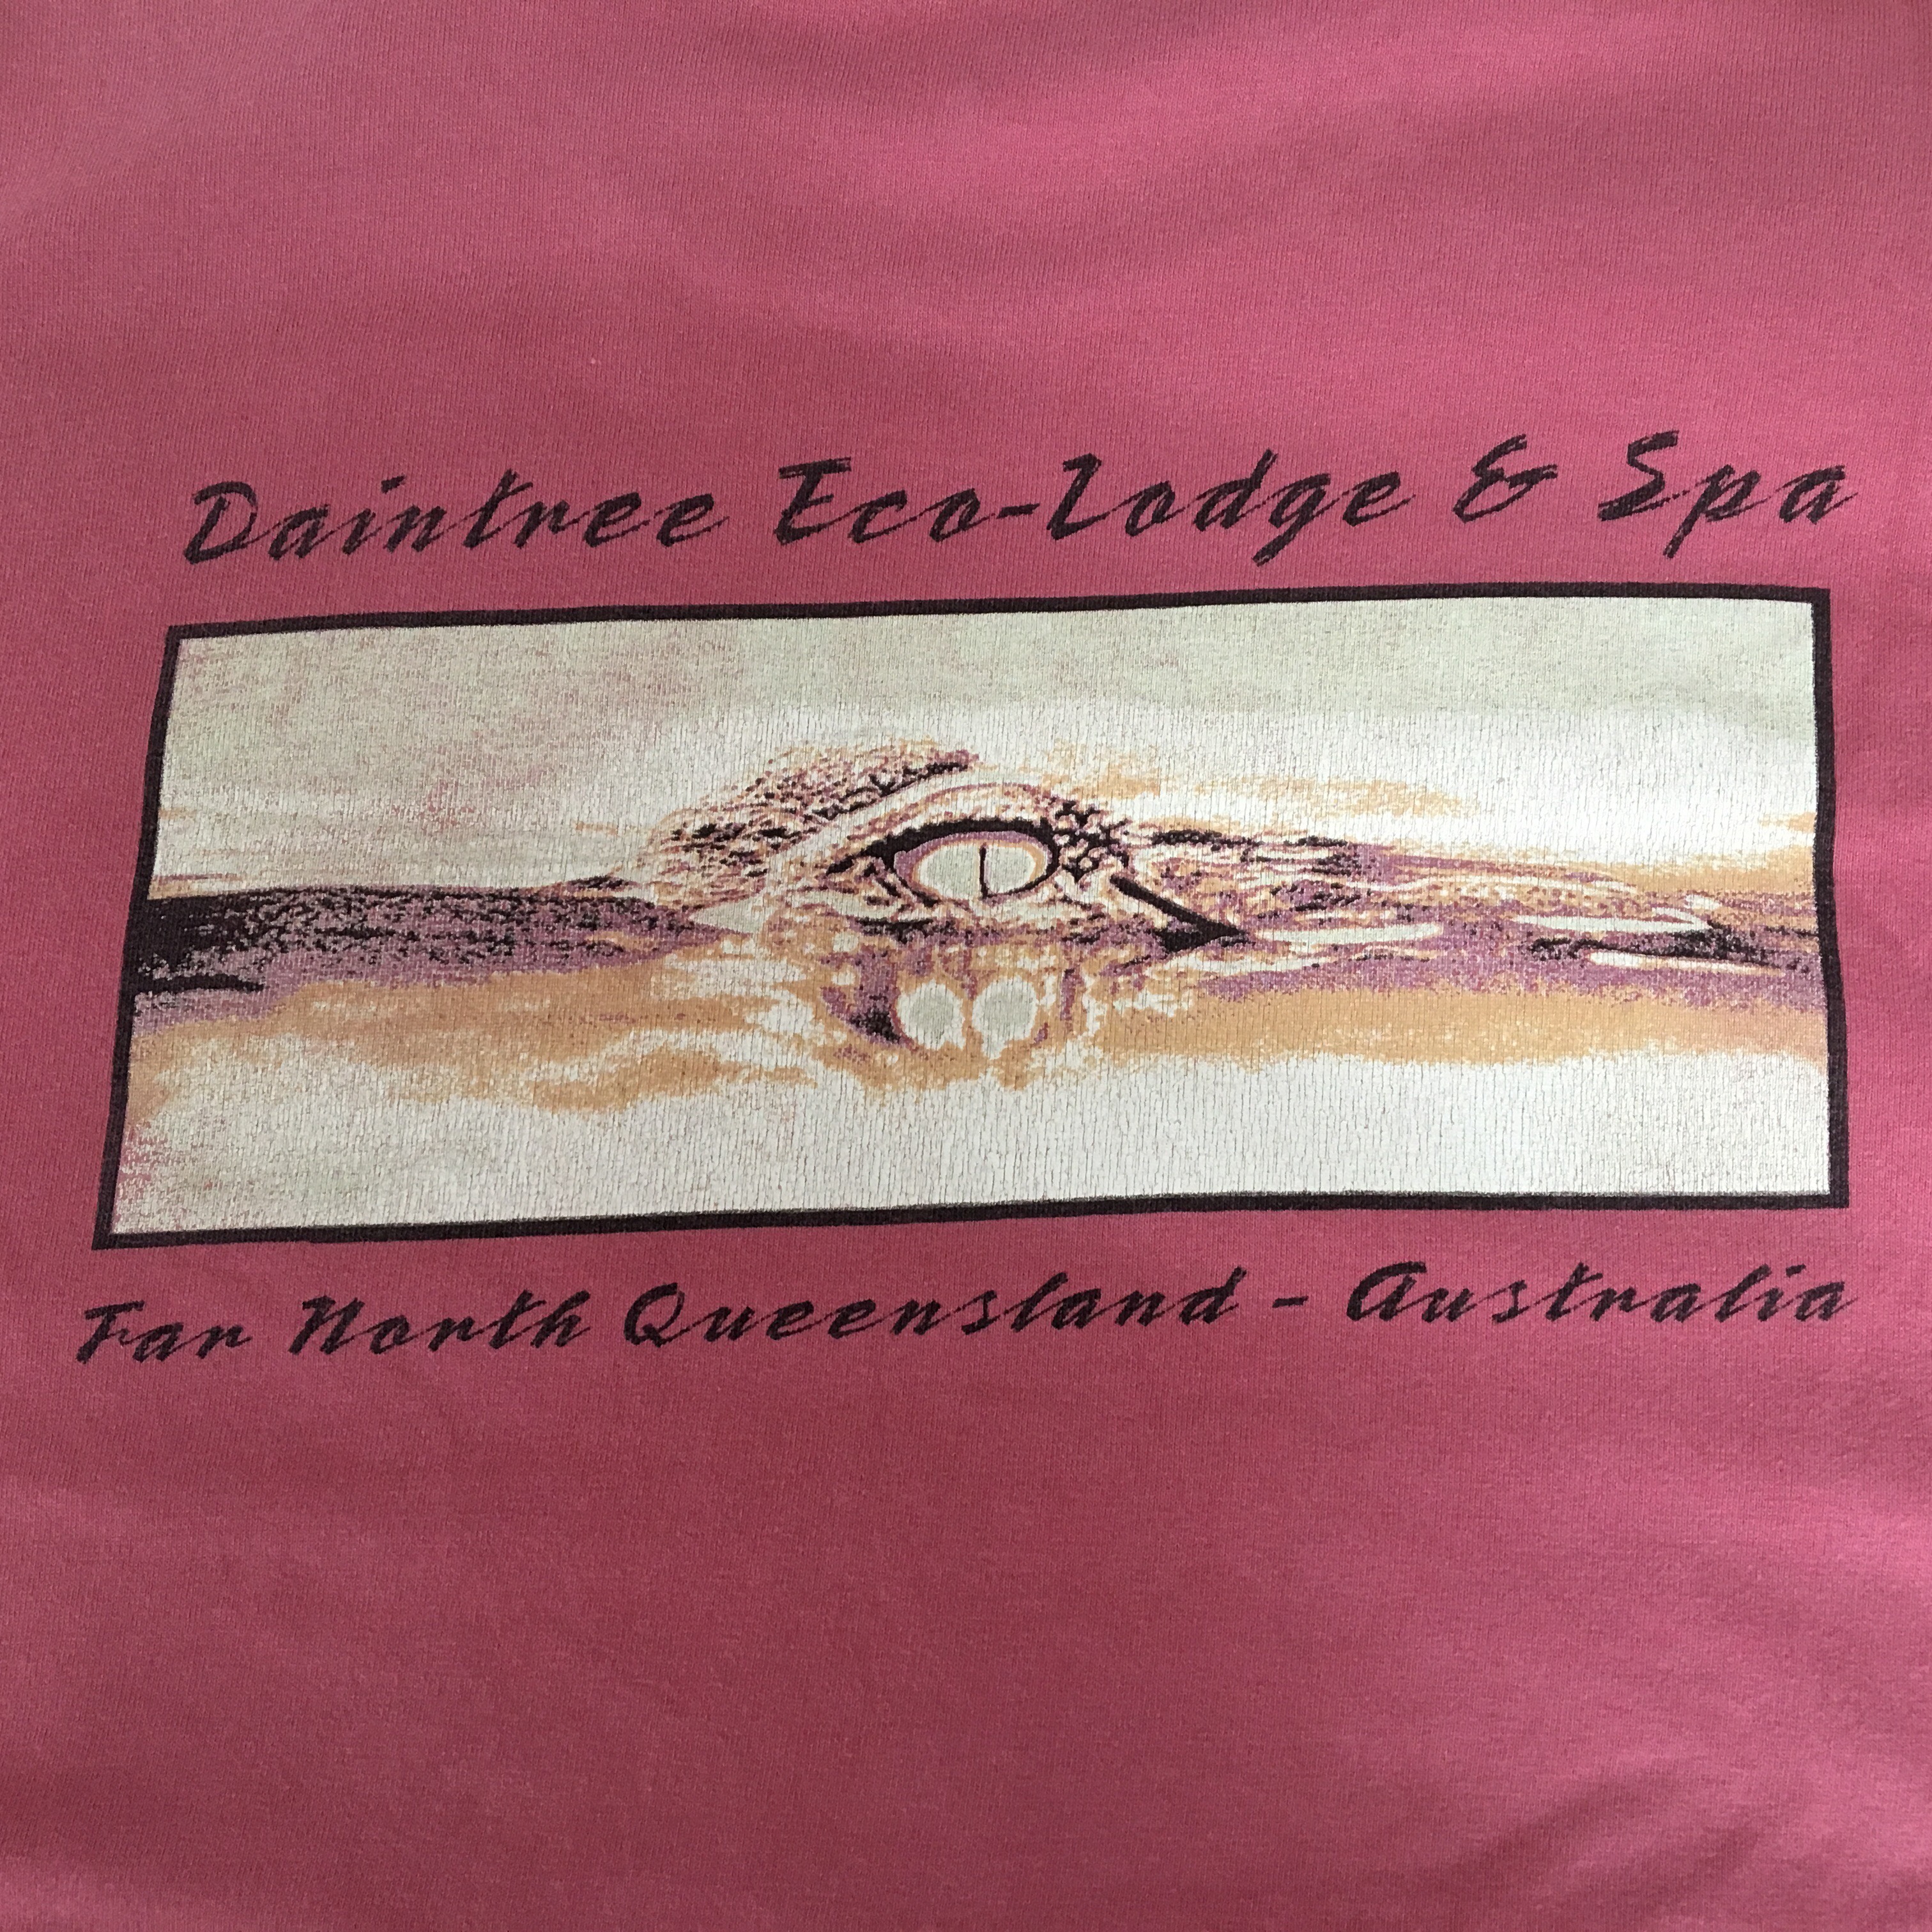 Daintree Eco-Lodge & Spa
Far North Queensland - Australia